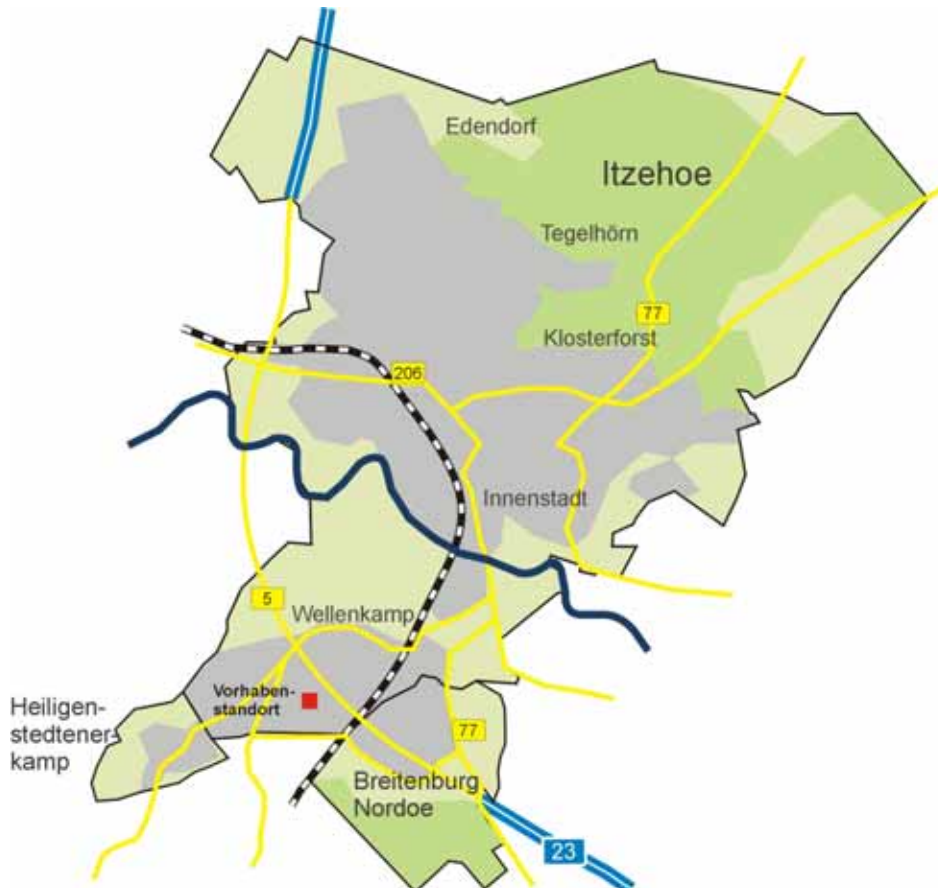 Edendorf
Itzehoe
Tegelhörn
77
Klosterforst
206
Innenstadt
5
Wellenkamp
Vorhaben-
standort
Heiligen-
stedtener-
kamp
77
Breitenburg
Nordoe
23